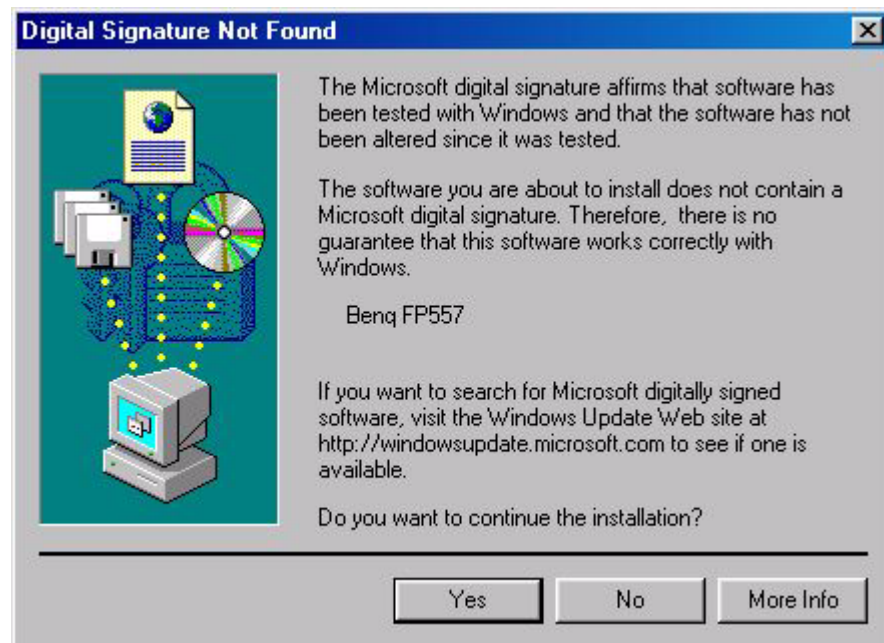 Digital Signature Not Found
The Microsoft digital signature affirms that software has
been tested with Windows and that the software has not
been altered since it was tested.
The software you are about to install does not contain a
Microsoft digital signature. Therefore,  there is no
guarantee that this software works correctly with
Windows.
Benq FP557
If you want to search for Microsoft digitally signed
software, visit the Windows Update Web site at
http://windowsupdate.microsoft.com to see if one is
available.
Do you want to continue the installation?
Yes No More Info